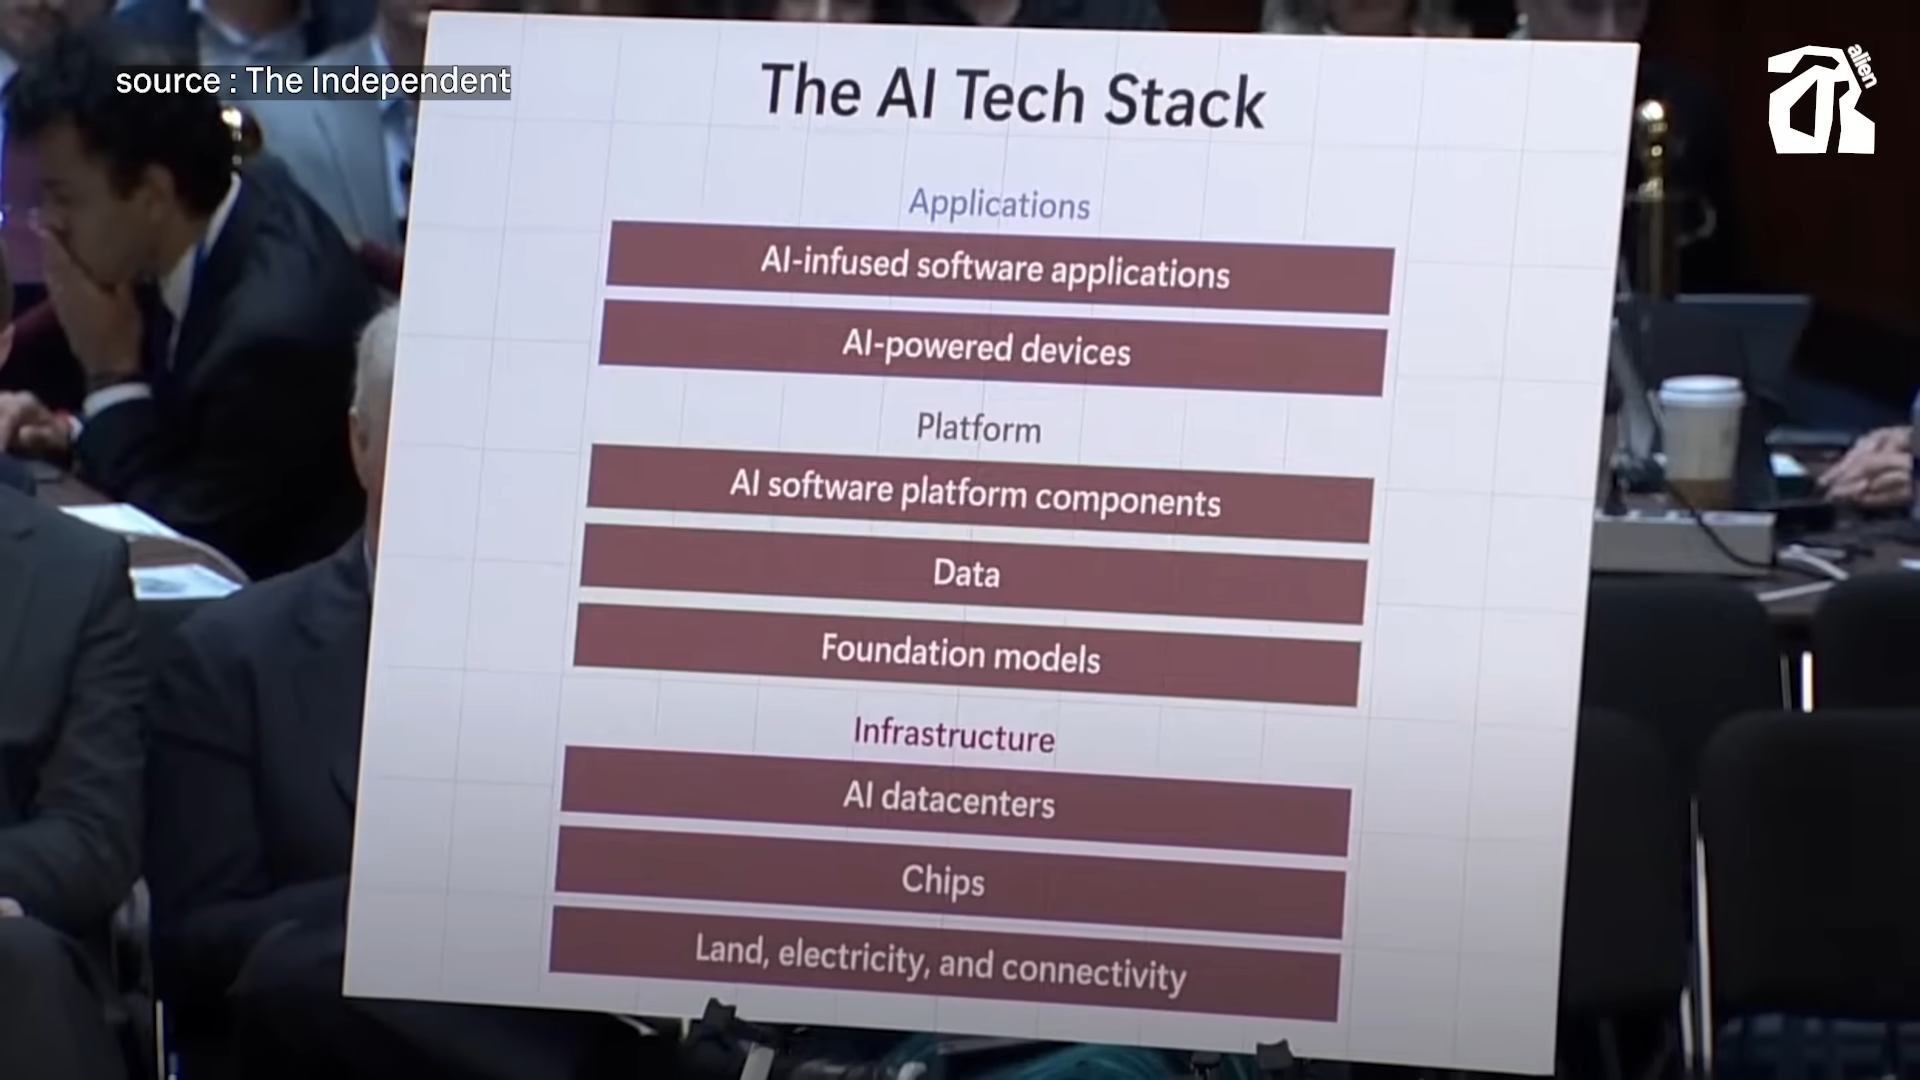 source : The Independent
alien
The AI Tech Stack
Applications
AI-infused software applications
AI-powered devices
Platform
AI software platform components
Data
Foundation models
Infrastructure
AI datacenters
Chips
Land, electricity, and connectivity